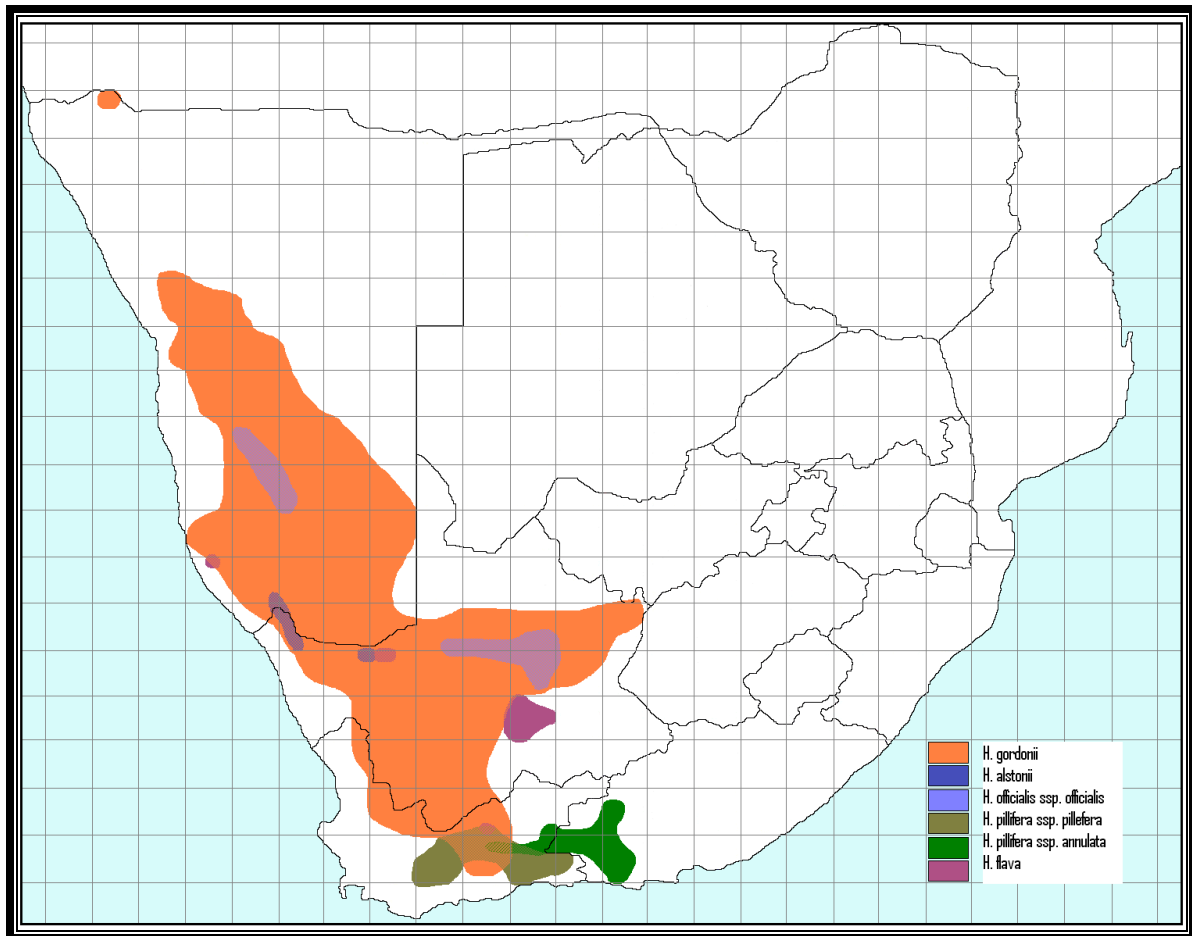 H. gordonii
H. alstonii
H. officialis ssp. officialis
H. pillifera ssp. pillefera
H. pillifera ssp. annulata
H. flava